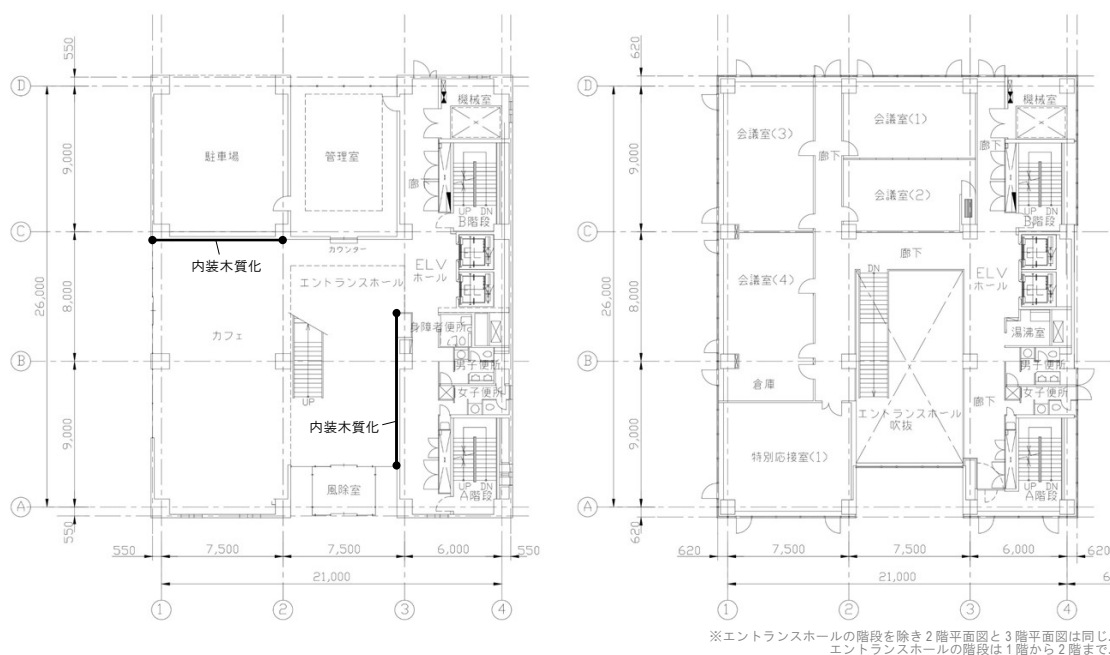 550
620
D
D
機械室
機械室
会議室(1)
会議室(3)
駐車場
管理室
廊下
9,000
9,000
会議室(2)
廊
廊下
UP DN
UP DN
B階段
B階段
C
C
カウンター
内装木質化
廊下
ELV
ホール
DN
ELV
ホール
エントランスホール
8,000
8,000
会議室(4)
26,000
26,000
カフェ
身障者便所
湯沸室
B
B
男子便所
男子便所
倉庫
女子便所
女子便所
UP
廊下
エントランスホール
吹抜
内装木質化
9,000
9,000
特別応接室(1)
風除室
UP DN
UP DN
A階段
A階段
A
A
550
620
550
7,500
7,500
6,000
550
620
7,500
7,500
6,000
620
21,000
21,000
6
1
2
3
4
1
2
3
4
※エントランスホールの階段を除き2階平面図と3階平面図は同じ。
エントランスホールの階段は1階から2階まで。